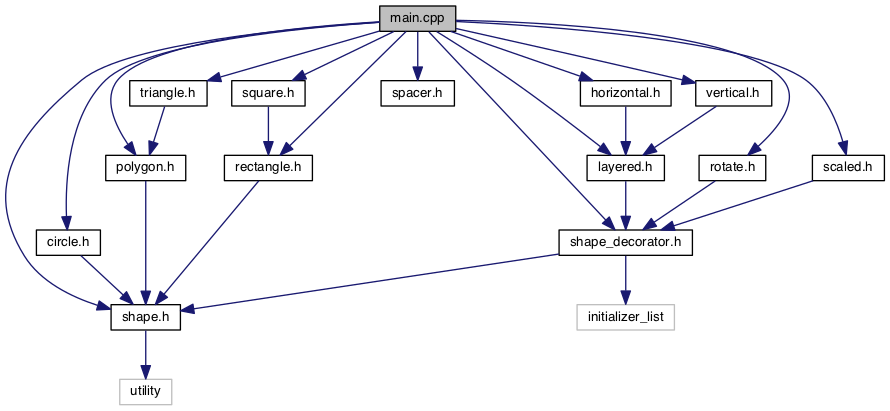 main.cpp
triangle.h
square.h
spacer.h
horizontal.h
vertical.h
polygon.h
rectangle.h
layered.h
rotate.h
scaled.h
circle.h
shape_decorator.h
shape.h
initializer_list
utility